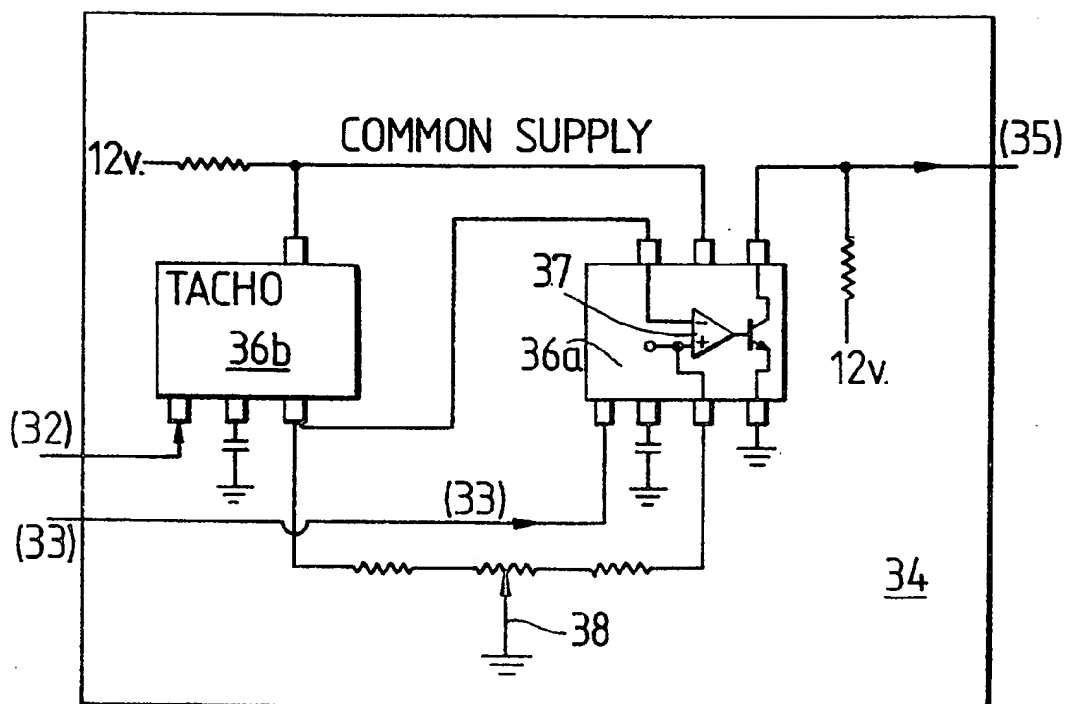 COMMON SUPPLY
12v.
(35)
TACHO
36b
37
36a
-
+
12v.
(32)
(33)
(33)
34
38